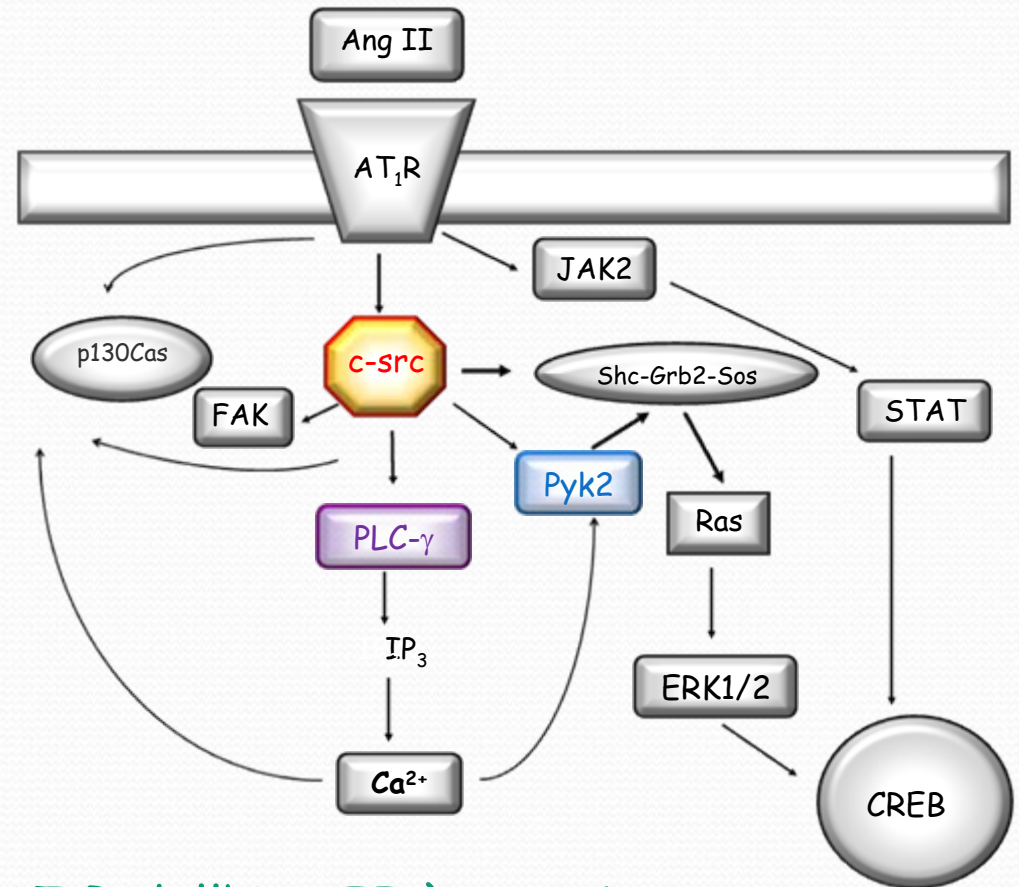 Ang II
AT₁R
JAK2
p130Cas
c-src
Shc-Grb2-Sos
FAK
STAT
Pyk2
PLC-γ
Ras
IP₃
ERK1/2
Ca²⁺
CREB